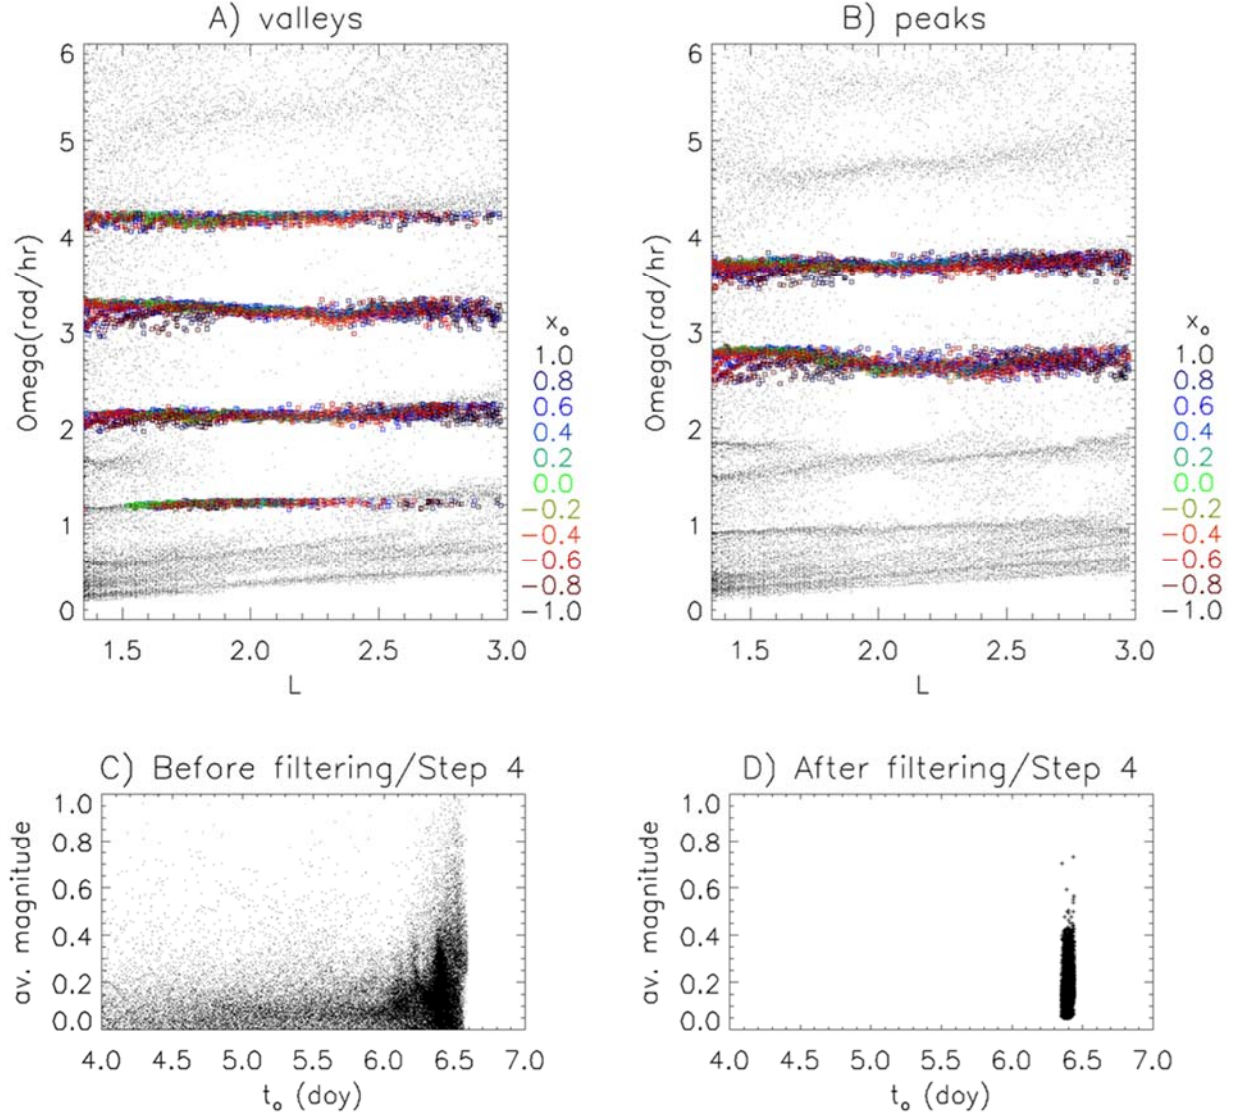 A) valleys
6
5
4
3
2
1
0
Omega(rad/hr)
1.5 2.0 2.5 3.0
L
x₀
1.0
0.8
0.6
0.4
0.2
0.0
−0.2
−0.4
−0.6
−0.8
−1.0
B) peaks
6
5
4
3
2
1
0
Omega(rad/hr)
1.5 2.0 2.5 3.0
L
x₀
1.0
0.8
0.6
0.4
0.2
0.0
−0.2
−0.4
−0.6
−0.8
−1.0
C) Before filtering/Step 4
1.0
0.8
0.6
0.4
0.2
0.0
av. magnitude
4.0 4.5 5.0 5.5 6.0 6.5 7.0
t₀ (doy)
D) After filtering/Step 4
1.0
0.8
0.6
0.4
0.2
0.0
av. magnitude
4.0 4.5 5.0 5.5 6.0 6.5 7.0
t₀ (doy)